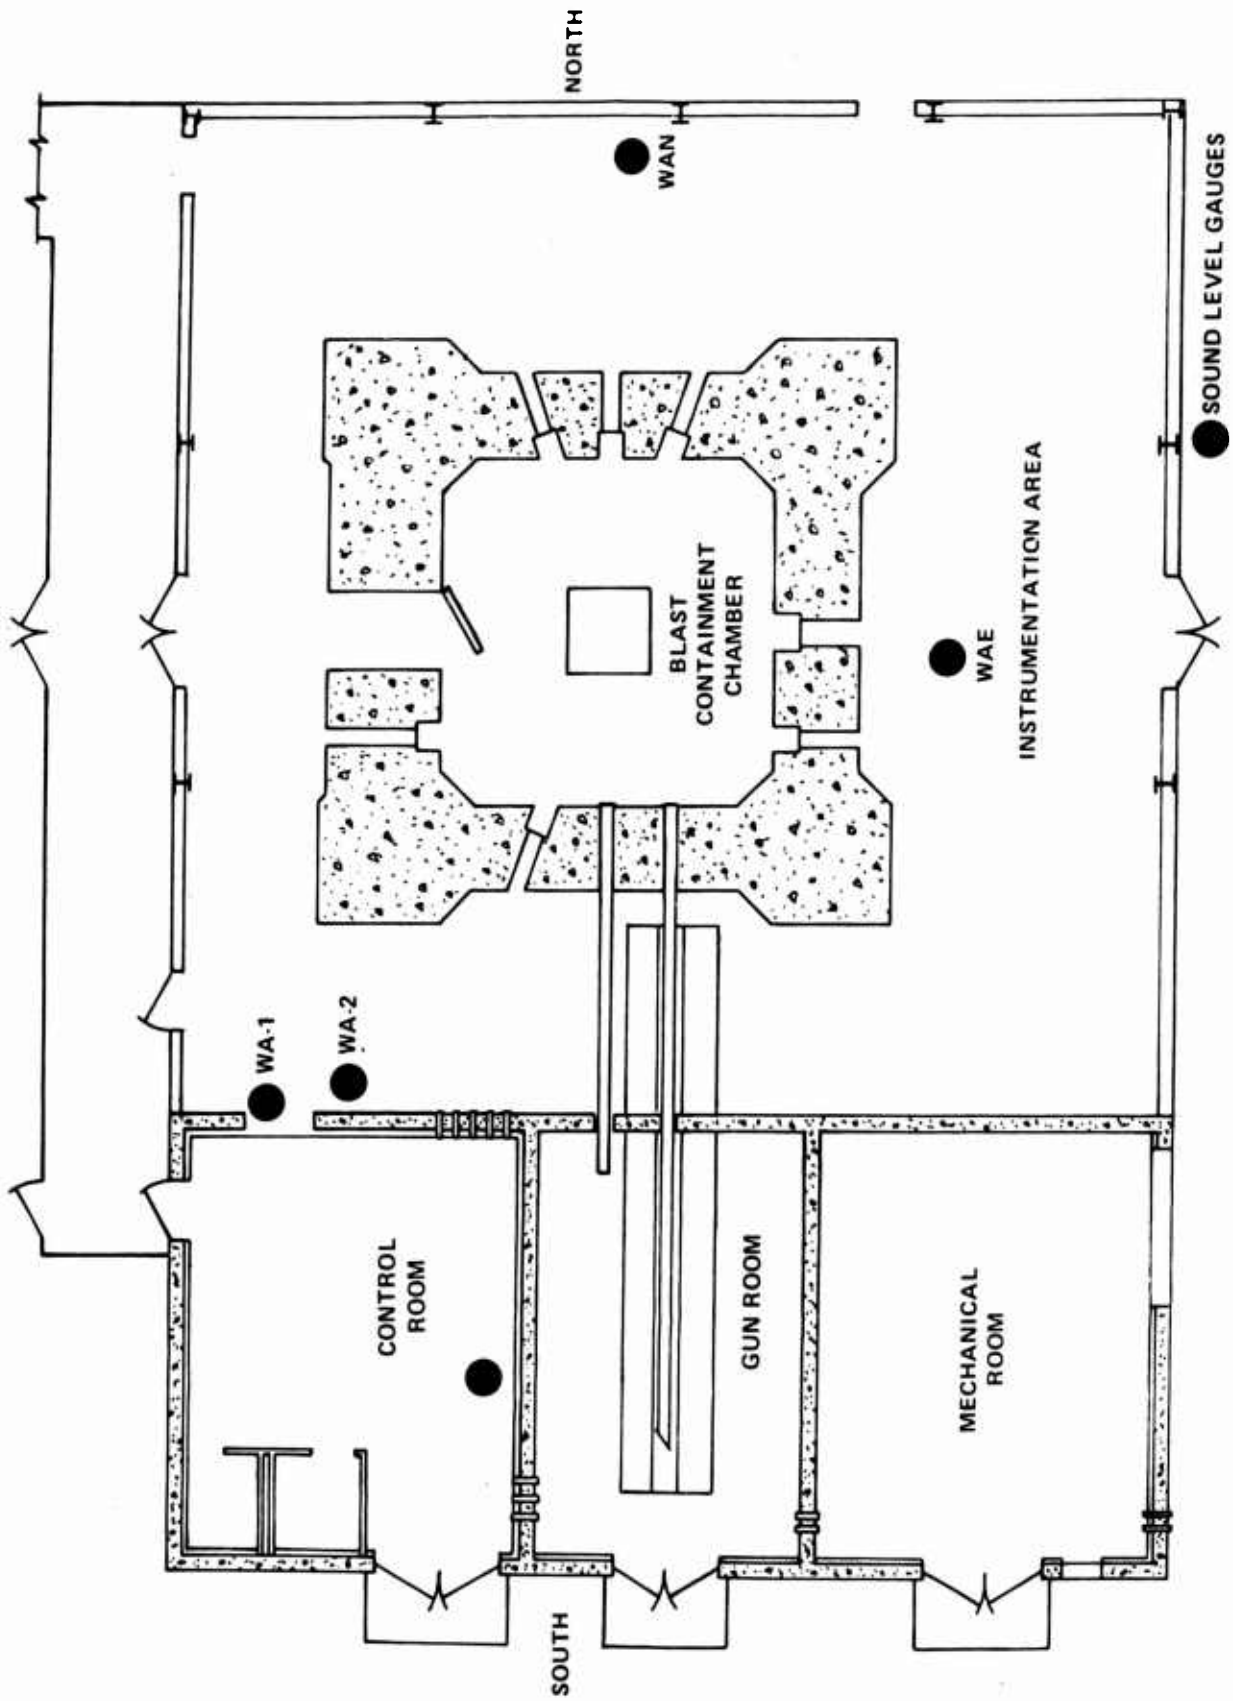 NORTH
WAN
SOUND LEVEL GAUGES
BLAST
CONTAINMENT
CHAMBER
WAE
INSTRUMENTATION AREA
WA-1
WA-2
CONTROL
ROOM
GUN ROOM
MECHANICAL
ROOM
SOUTH